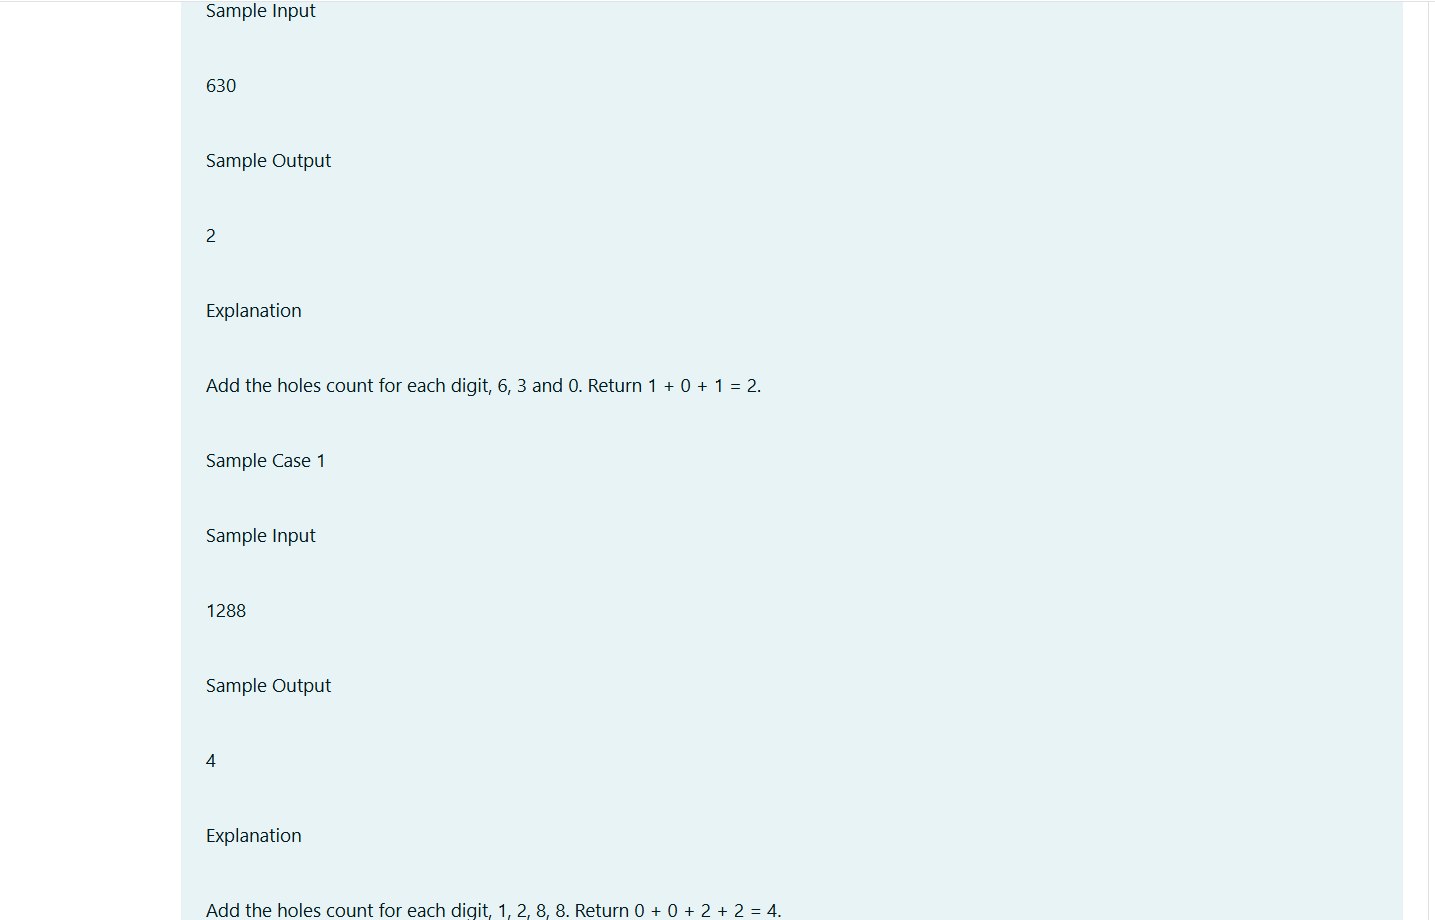 Sample Input
630
Sample Output
2
Explanation
Add the holes count for each digit, 6, 3 and 0. Return 1 + 0 + 1 = 2.
Sample Case 1
Sample Input
1288
Sample Output
4
Explanation
Add the holes count for each digit, 1, 2, 8, 8. Return 0 + 0 + 2 + 2 = 4.